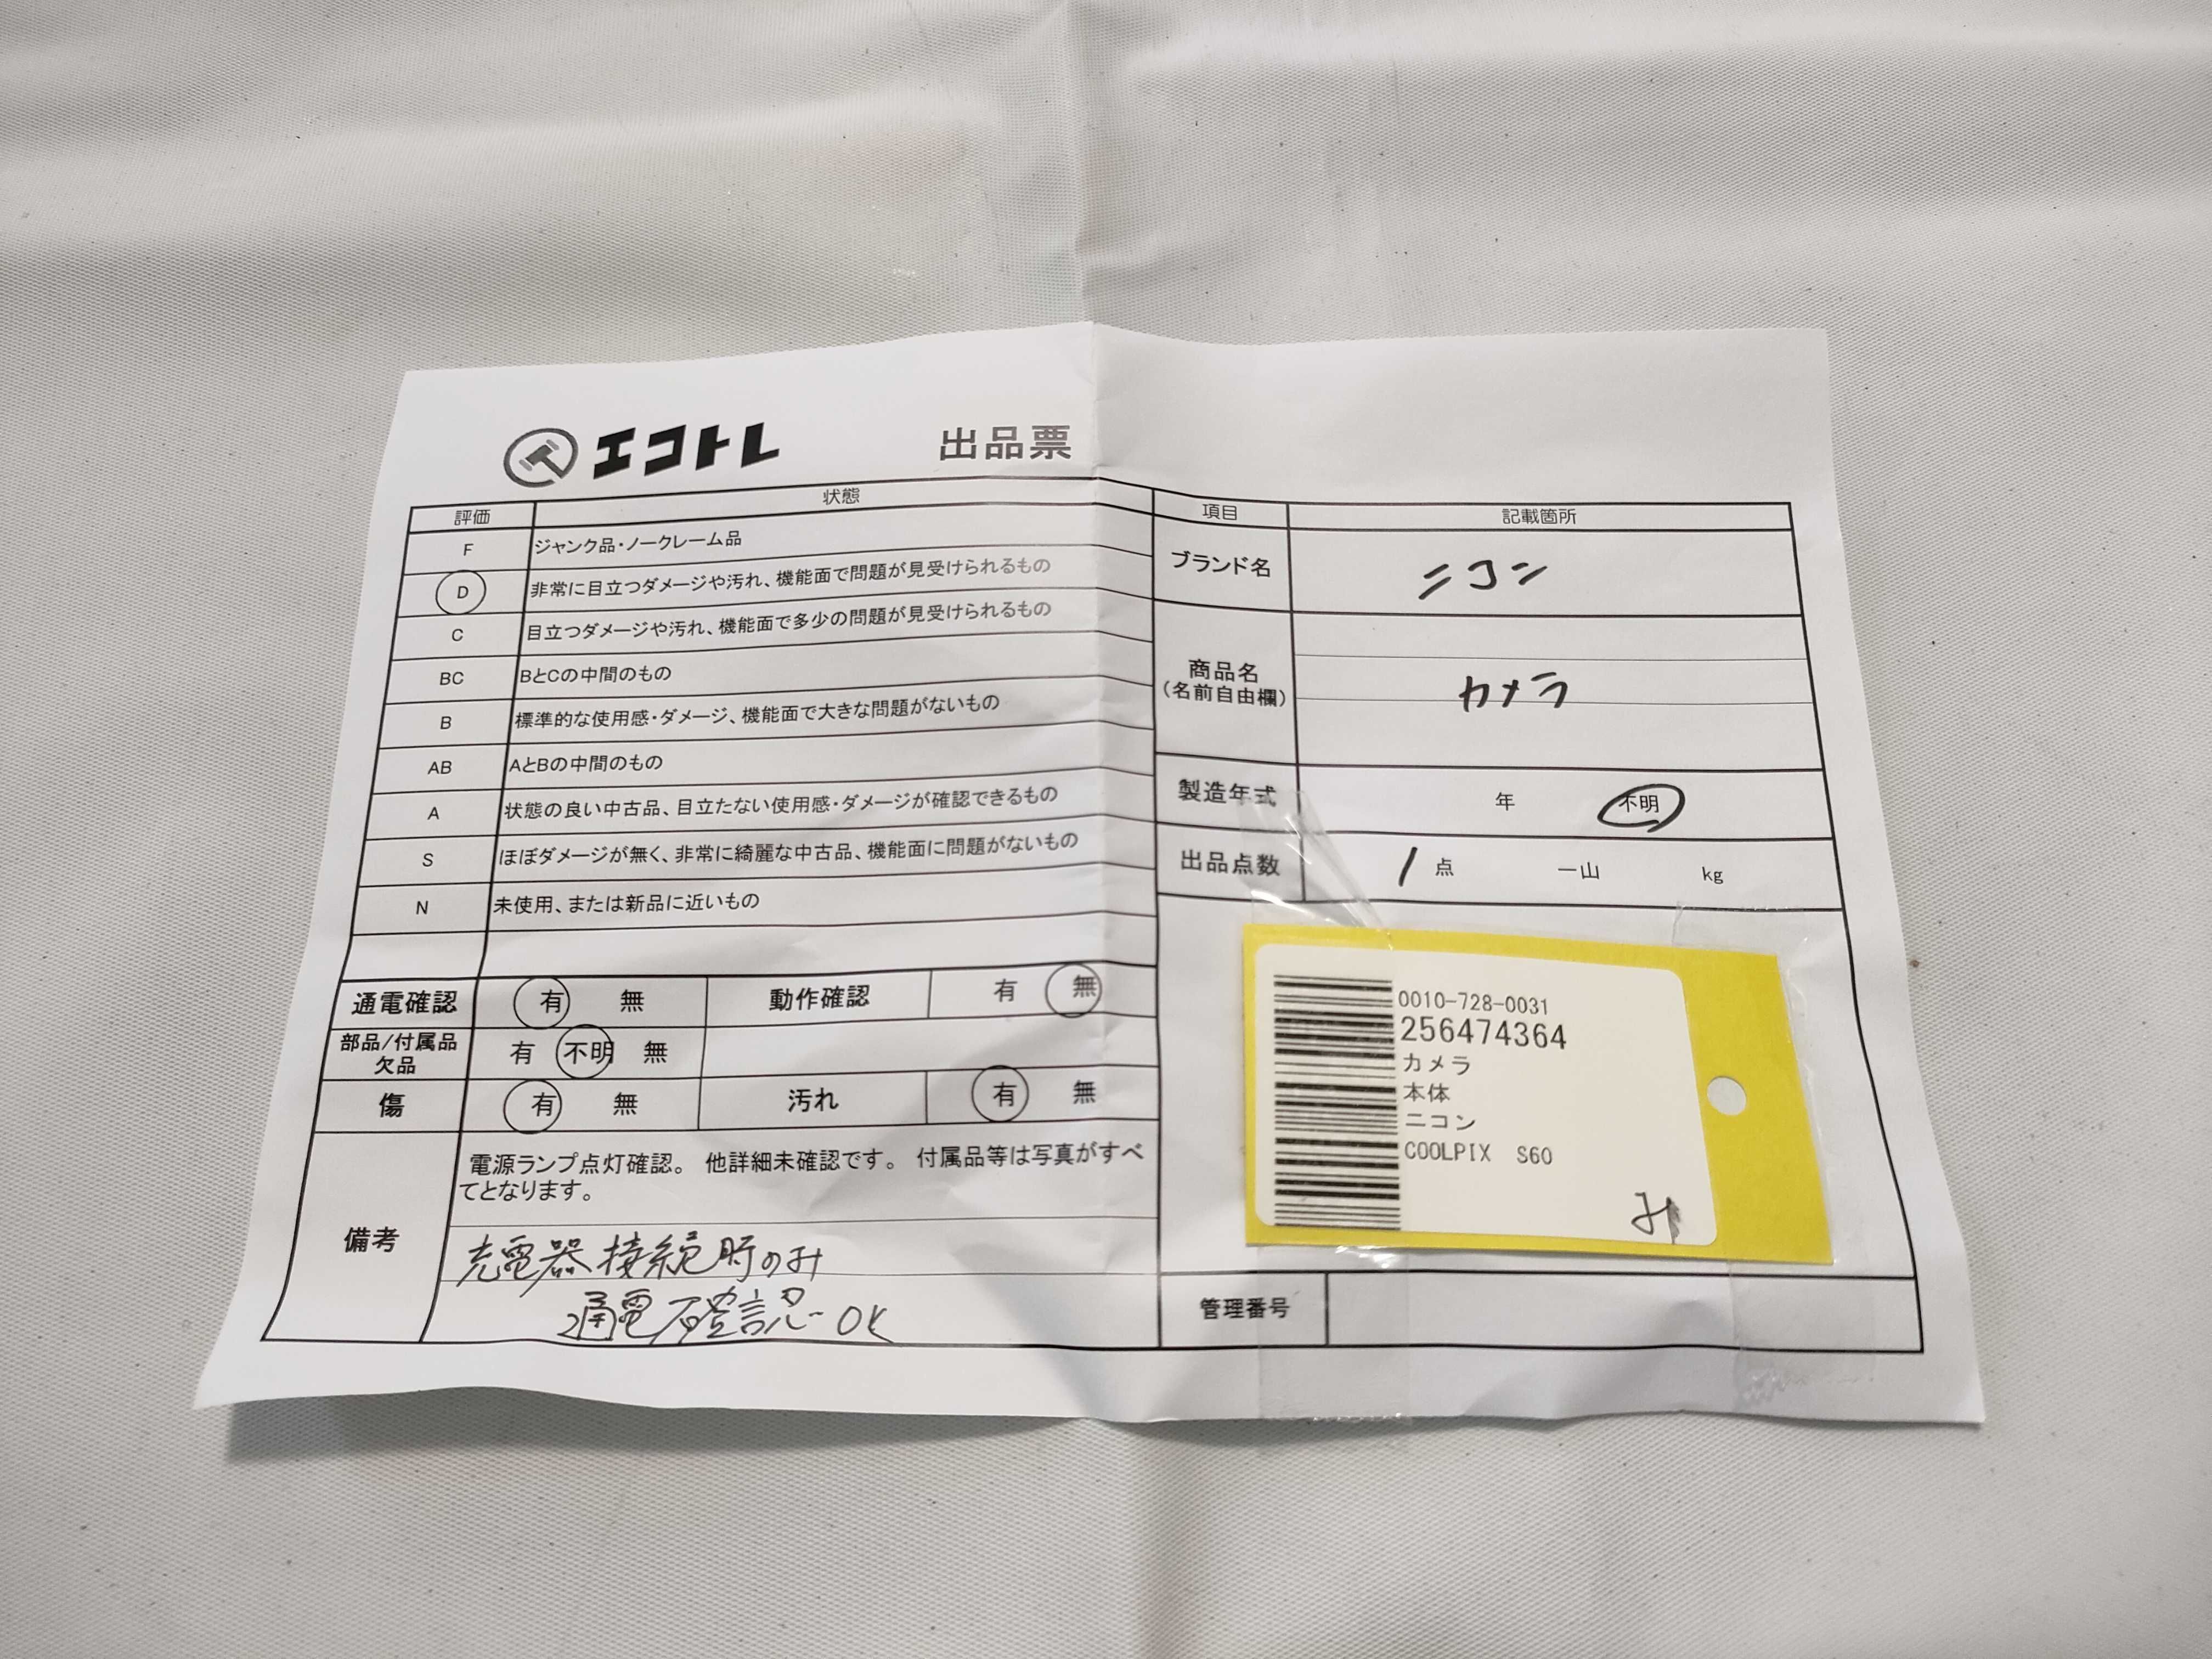 エコトレ 出品票
評価 状態
F ジャンク品・ノークレーム品
D 非常に目立つダメージや汚れ、機能面で問題が見受けられるもの
C 目立つダメージや汚れ、機能面で多少の問題が見受けられるもの
BC BとCの中間のもの
B 標準的な使用感・ダメージ、機能面で大きな問題がないもの
AB AとBの中間のもの
A 状態の良い中古品、目立たない使用感・ダメージが確認できるもの
S ほぼダメージが無く、非常に綺麗な中古品、機能面に問題がないもの
N 未使用、または新品に近いもの
通電確認 有 無 動作確認 有 無
部品/付属品
欠品
有 不明 無
傷 有 無 汚れ 有 無
備考
電源ランプ点灯確認。 他詳細未確認です。 付属品等は写真がすべ
てとなります。
充電器接続時のみ
通電確認OK
項目 記載箇所
ブランド名 ニコン
商品名
(名前自由欄)
カメラ
製造年式 年 不明
出品点数 1 点 一山 kg
0010-728-0031
256474364
カメラ
本体
ニコン
COOLPIX S60
管理番号